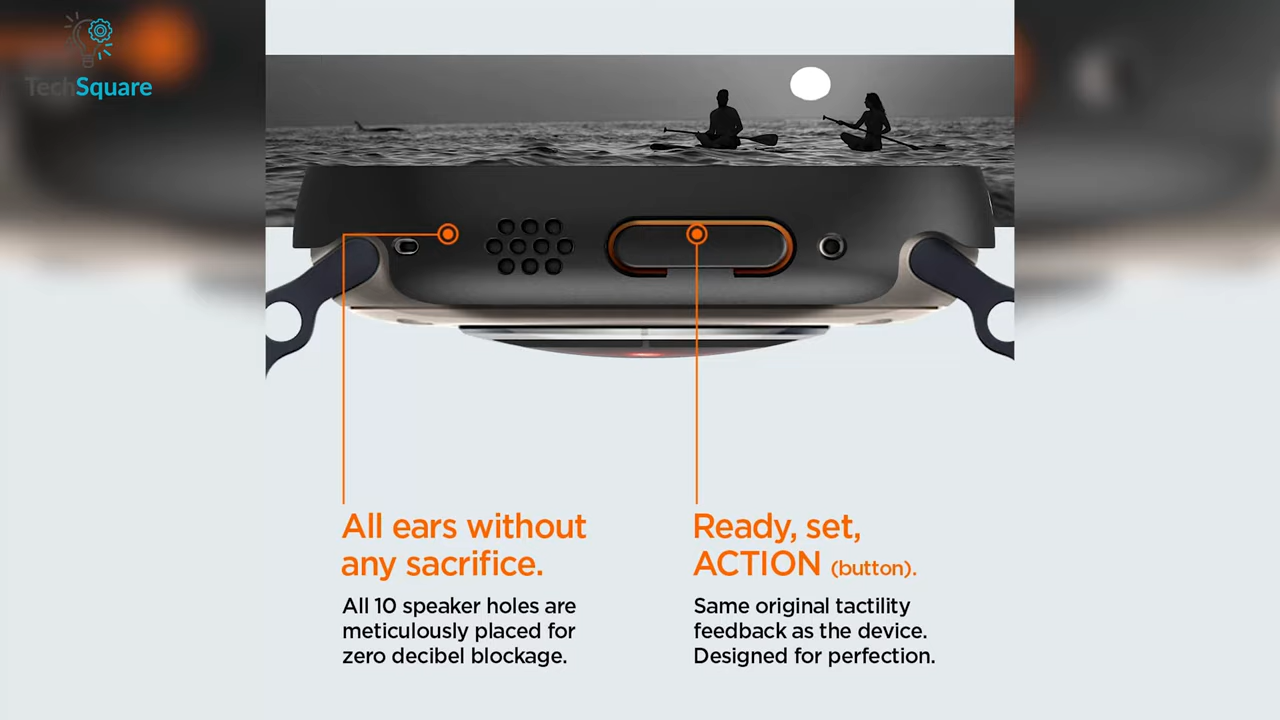 TechSquare
All ears without
any sacrifice.
All 10 speaker holes are
meticulously placed for
zero decibel blockage.
Ready, set,
ACTION (button).
Same original tactility
feedback as the device.
Designed for perfection.